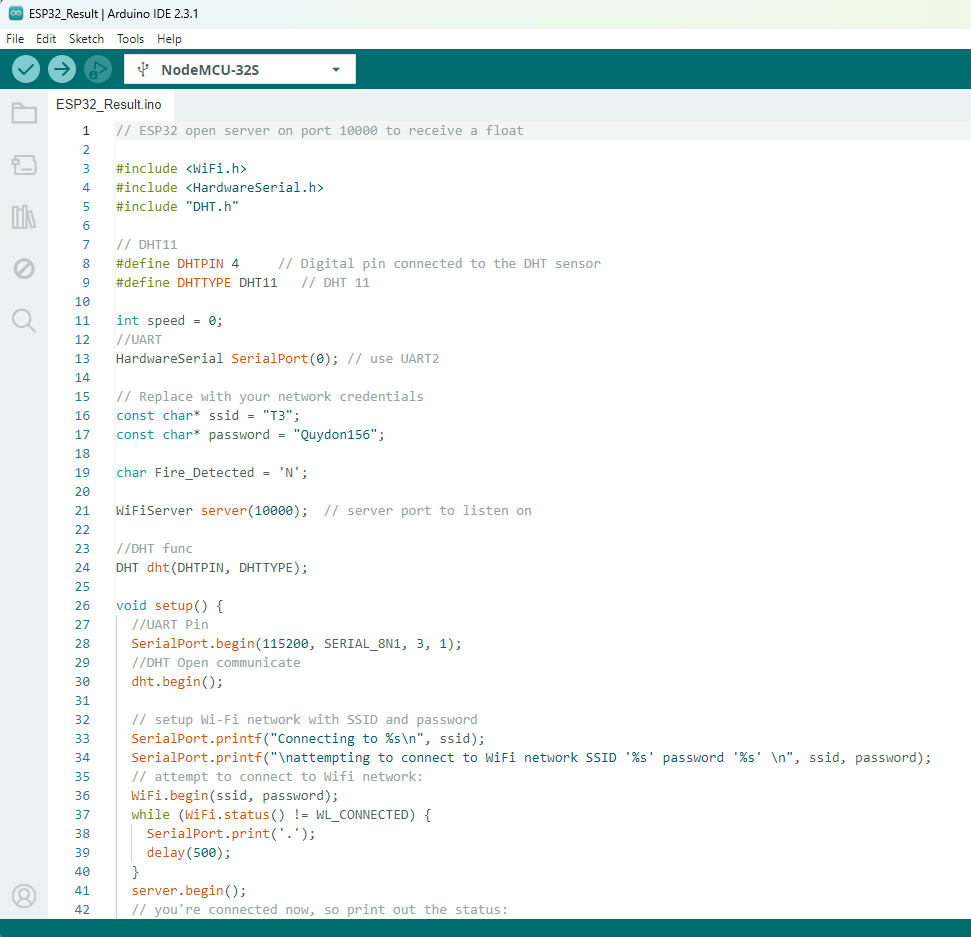 ESP32_Result | Arduino IDE 2.3.1
File Edit Sketch Tools Help
NodeMCU-32S
ESP32_Result.ino
1 // ESP32 open server on port 10000 to receive a float
2
3 #include <WiFi.h>
4 #include <HardwareSerial.h>
5 #include "DHT.h"
6
7 // DHT11
8 #define DHTPIN 4     // Digital pin connected to the DHT sensor
9 #define DHTTYPE DHT11   // DHT 11
10
11 int speed = 0;
12 //UART
13 HardwareSerial SerialPort(0); // use UART2
14
15 // Replace with your network credentials
16 const char* ssid = "T3";
17 const char* password = "Quydon156";
18
19 char Fire_Detected = 'N';
20
21 WiFiServer server(10000);  // server port to listen on
22
23 //DHT func
24 DHT dht(DHTPIN, DHTTYPE);
25
26 void setup() {
27   //UART Pin
28   SerialPort.begin(115200, SERIAL_8N1, 3, 1);
29   //DHT Open communicate
30   dht.begin();
31
32   // setup Wi-Fi network with SSID and password
33   SerialPort.printf("Connecting to %s\n", ssid);
34   SerialPort.printf("\nattempting to connect to WiFi network SSID '%s' password '%s' \n", ssid, password);
35   // attempt to connect to Wifi network:
36   WiFi.begin(ssid, password);
37   while (WiFi.status() != WL_CONNECTED) {
38     SerialPort.print('.');
39     delay(500);
40   }
41   server.begin();
42   // you're connected now, so print out the status: